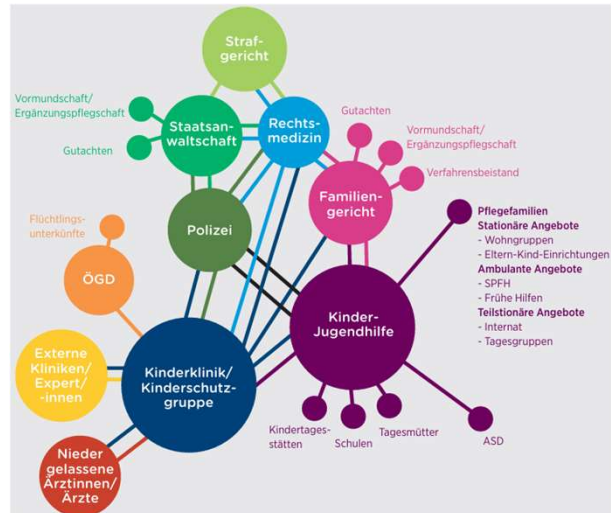 Straf-
gericht
Vormundschaft/
Ergänzungspflegschaft
Staatsan-
waltschaft
Rechts-
medizin
Gutachten
Gutachten
Vormundschaft/
Ergänzungspflegschaft
Verfahrensbeistand
Familien-
gericht
Polizei
Flüchtlings-
unterkünfte
ÖGD
Pflegefamilien
Stationäre Angebote
- Wohngruppen
- Eltern-Kind-Einrichtungen
Ambulante Angebote
- SPFH
- Frühe Hilfen
Teilstionäre Angebote
- Internat
- Tagesgruppen
Kinder-
Jugendhilfe
Externe
Kliniken/
Expert/
-innen
Kinderklinik/
Kinderschutz-
gruppe
Kindertages-
stätten
Schulen
Tagesmütter
ASD
Nieder
gelassene
Ärztinnen/
Ärzte